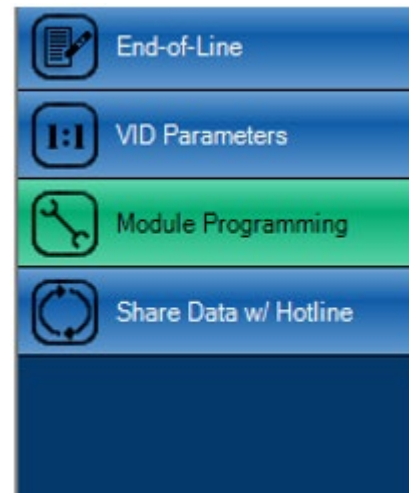 End-of-Line
1:1 VID Parameters
Module Programming
Share Data w/ Hotline